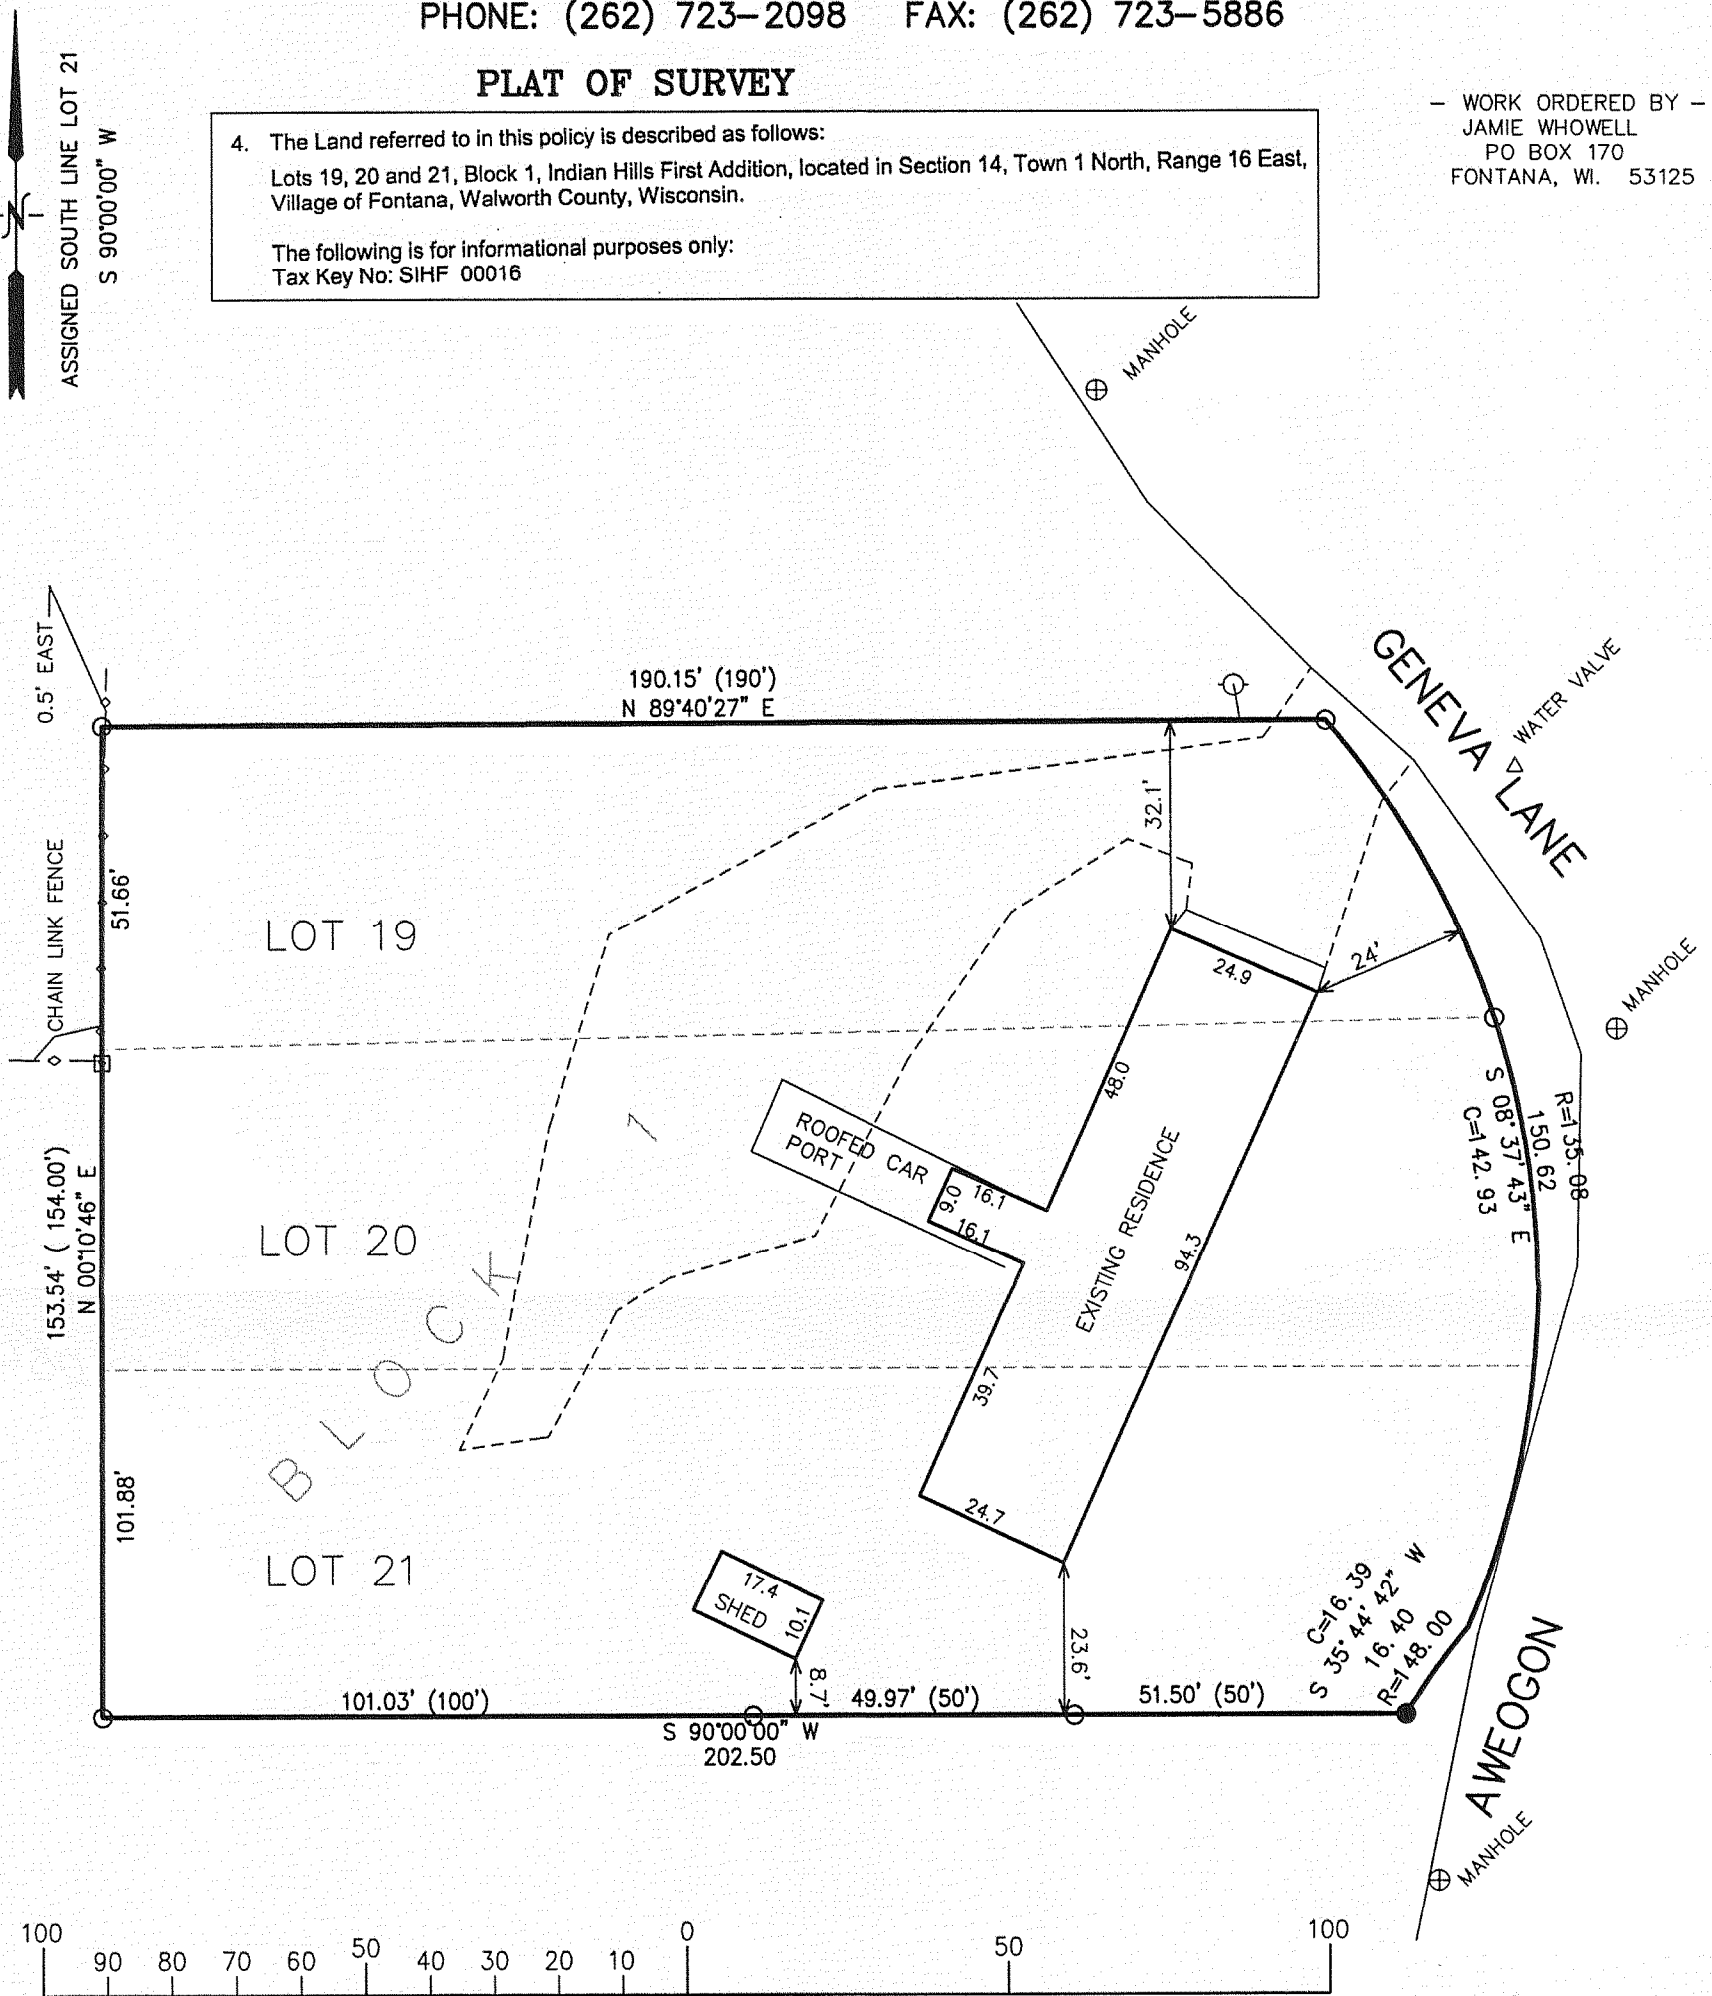 PHONE: (262) 723-2098 FAX: (262) 723-5886
PLAT OF SURVEY
ASSIGNED SOUTH LINE LOT 21
S 90°00'00" W
N
4. The Land referred to in this policy is described as follows:
Lots 19, 20 and 21, Block 1, Indian Hills First Addition, located in Section 14, Town 1 North, Range 16 East,
Village of Fontana, Walworth County, Wisconsin.
The following is for informational purposes only:
Tax Key No: SIHF 00016
- WORK ORDERED BY -
JAMIE WHOWELL
PO BOX 170
FONTANA, WI. 53125
MANHOLE
0.5' EAST
190.15' (190')
N 89°40'27" E
GENEVA LANE
WATER VALVE
32.1'
CHAIN LINK FENCE
51.66'
LOT 19
24.9
24'
MANHOLE
48.0
ROOFED CAR
PORT
16.1
9.0
16.1
EXISTING RESIDENCE
94.3
R=135.08
150.62
S 08°37'43" E
C=142.93
153.54' ( 154.00')
N 00°10'46" E
LOT 20
BLOCK 1
39.7
24.7
101.88'
LOT 21
17.4
SHED
10.1
8.7'
23.6'
C=16.39
S 35°44'42" W
16.40
R=148.00
101.03' (100')
49.97' (50')
51.50' (50')
S 90°00'00" W
202.50
AWEOGON
MANHOLE
100 90 80 70 60 50 40 30 20 10 0 50 100